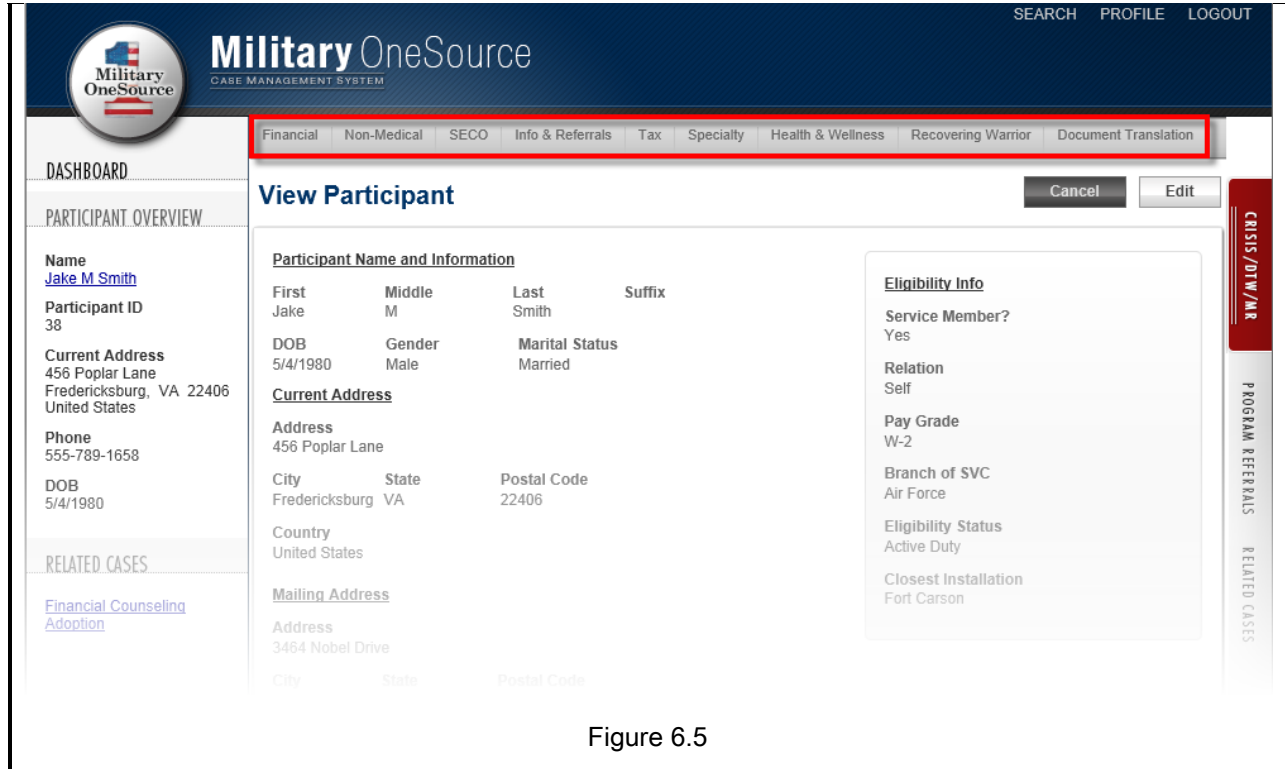 SEARCH PROFILE LOGOUT
Military OneSource
CASE MANAGEMENT SYSTEM
Military
OneSource
1
Financial Non-Medical SECO Info & Referrals Tax Specialty Health & Wellness Recovering Warrior Document Translation
DASHBOARD
PARTICIPANT OVERVIEW
Name
Jake M Smith
Participant ID
38
Current Address
456 Poplar Lane
Fredericksburg, VA 22406
United States
Phone
555-789-1658
DOB
5/4/1980
RELATED CASES
Financial Counseling
Adoption
View Participant
Cancel Edit
Participant Name and Information
First Middle Last Suffix
Jake M Smith
DOB Gender Marital Status
5/4/1980 Male Married
Current Address
Address
456 Poplar Lane
City State Postal Code
Fredericksburg VA 22406
Country
United States
Mailing Address
Address
3464 Nobel Drive
City State Postal Code
Eligibility Info
Service Member?
Yes
Relation
Self
Pay Grade
W-2
Branch of SVC
Air Force
Eligibility Status
Active Duty
Closest Installation
Fort Carson
CRISIS/DTW/MR
PROGRAM REFERRALS
RELATED CASES
Figure 6.5